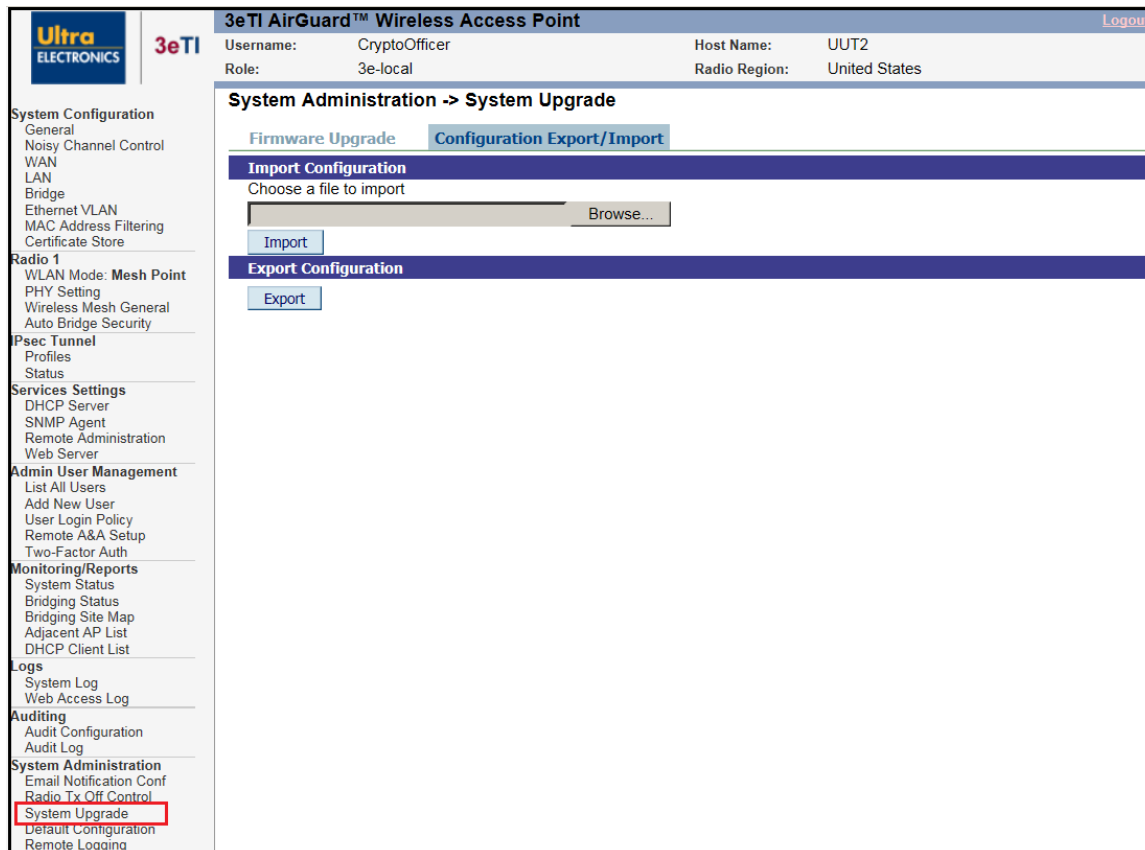 Ultra
ELECTRONICS
3eTI
3eTI AirGuard™ Wireless Access Point
Logou
Username: CryptoOfficer Host Name: UUT2
Role: 3e-local Radio Region: United States
System Administration -> System Upgrade
Firmware Upgrade Configuration Export/Import
Import Configuration
Choose a file to import
Browse...
Import
Export Configuration
Export
System Configuration
General
Noisy Channel Control
WAN
LAN
Bridge
Ethernet VLAN
MAC Address Filtering
Certificate Store
Radio 1
WLAN Mode: Mesh Point
PHY Setting
Wireless Mesh General
Auto Bridge Security
IPsec Tunnel
Profiles
Status
Services Settings
DHCP Server
SNMP Agent
Remote Administration
Web Server
Admin User Management
List All Users
Add New User
User Login Policy
Remote A&A Setup
Two-Factor Auth
Monitoring/Reports
System Status
Bridging Status
Bridging Site Map
Adjacent AP List
DHCP Client List
Logs
System Log
Web Access Log
Auditing
Audit Configuration
Audit Log
System Administration
Email Notification Conf
Radio Tx Off Control
System Upgrade
Default Configuration
Remote Logging